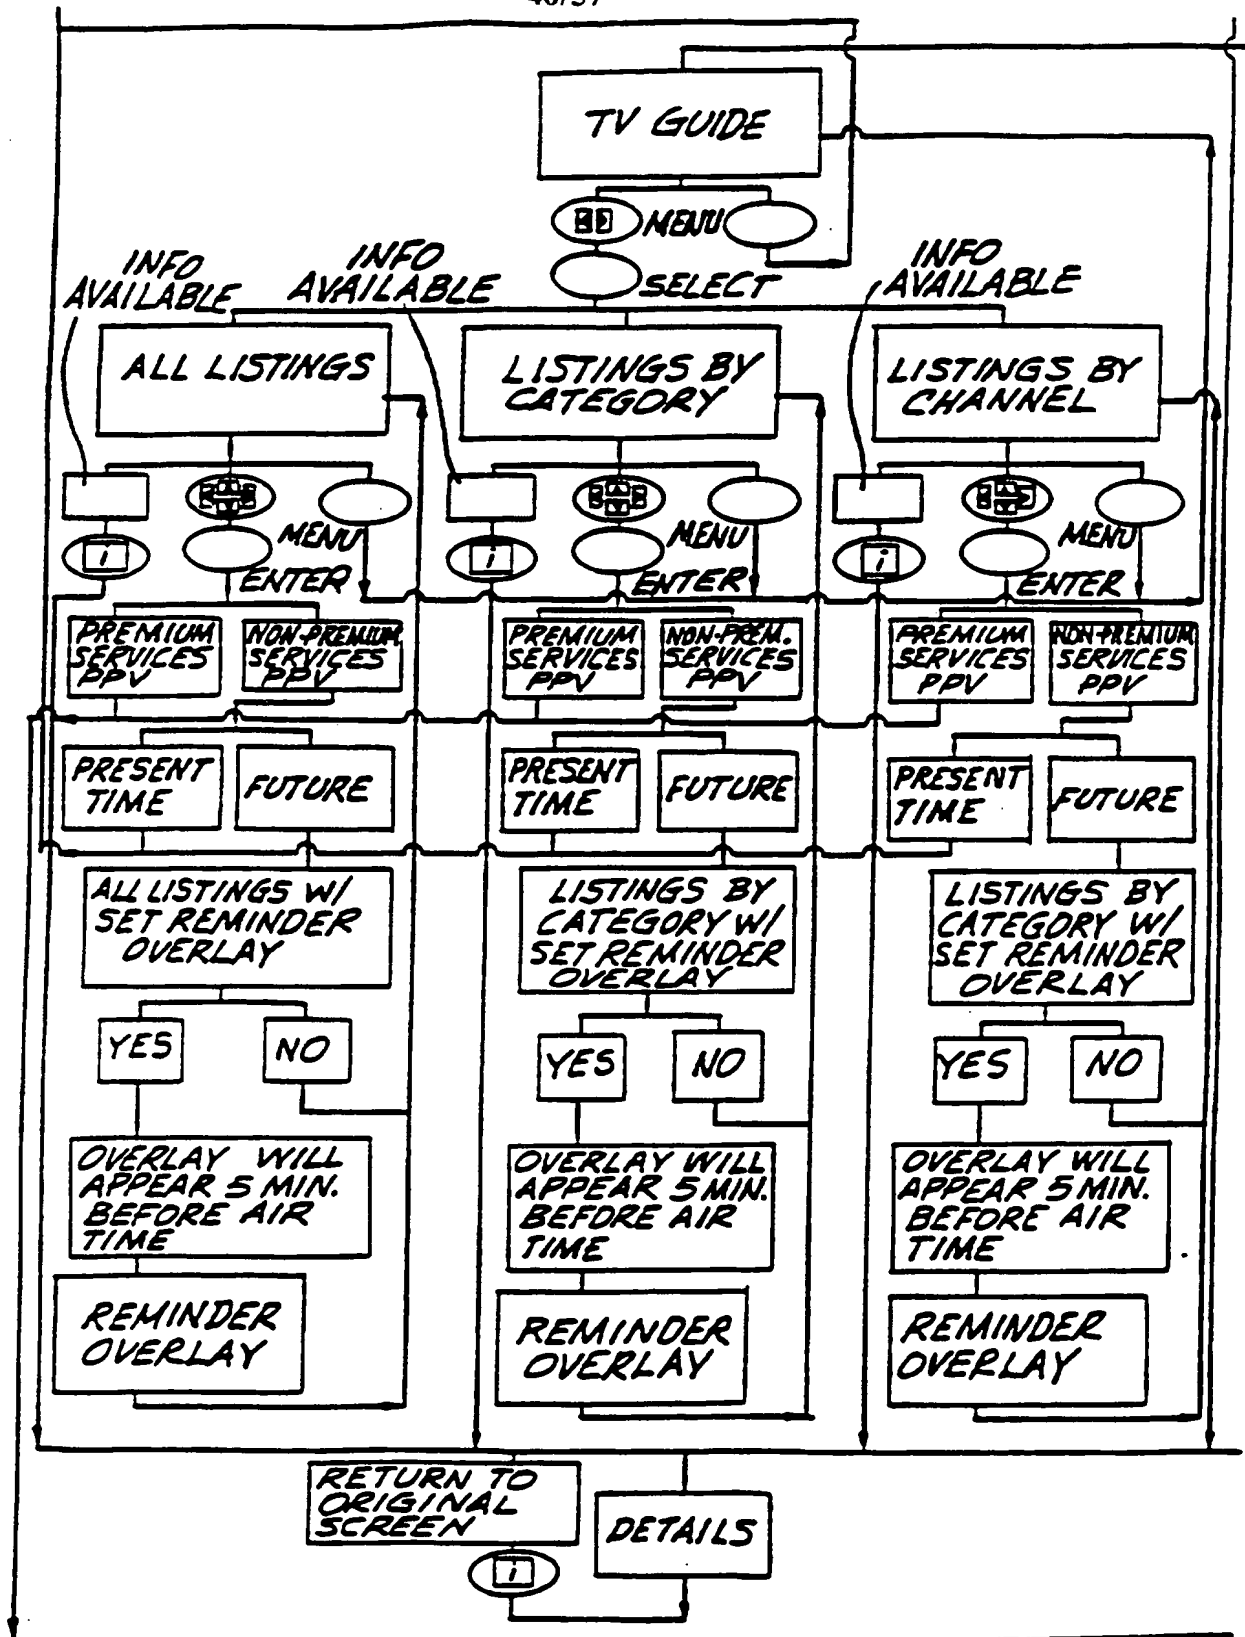 TV GUIDE
MENU
SELECT
INFO
AVAILABLE
INFO
AVAILABLE
INFO
AVAILABLE
ALL LISTINGS
LISTINGS BY
CATEGORY
LISTINGS BY
CHANNEL
i
MENU
ENTER
i
MENU
ENTER
i
MENU
ENTER
PREMIUM
SERVICES
PPV
NON-PREMIUM
SERVICES
PPV
PREMIUM
SERVICES
PPV
NON-PREM.
SERVICES
PPV
PREMIUM
SERVICES
PPV
NON-PREMIUM
SERVICES
PPV
PRESENT
TIME
FUTURE
PRESENT
TIME
FUTURE
PRESENT
TIME
FUTURE
ALL LISTINGS W/
SET REMINDER
OVERLAY
LISTINGS BY
CATEGORY W/
SET REMINDER
OVERLAY
LISTINGS BY
CATEGORY W/
SET REMINDER
OVERLAY
YES
NO
YES
NO
YES
NO
OVERLAY WILL
APPEAR 5 MIN.
BEFORE AIR
TIME
OVERLAY WILL
APPEAR 5 MIN.
BEFORE AIR
TIME
OVERLAY WILL
APPEAR 5 MIN.
BEFORE AIR
TIME
REMINDER
OVERLAY
REMINDER
OVERLAY
REMINDER
OVERLAY
RETURN TO
ORIGINAL
SCREEN
DETAILS
i